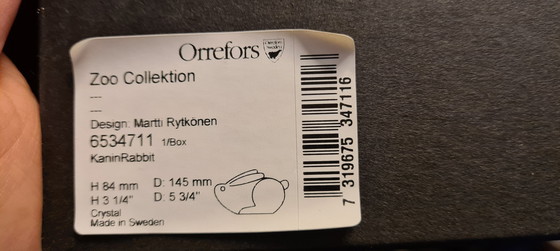 Orrefors
Zoo Collektion
---
---
Design: Martti Rytkönen
6534711 1/Box
KaninRabbit
H 84 mm D: 145 mm
H 3 1/4" D: 5 3/4"
Crystal
Made in Sweden
7 319675 347116